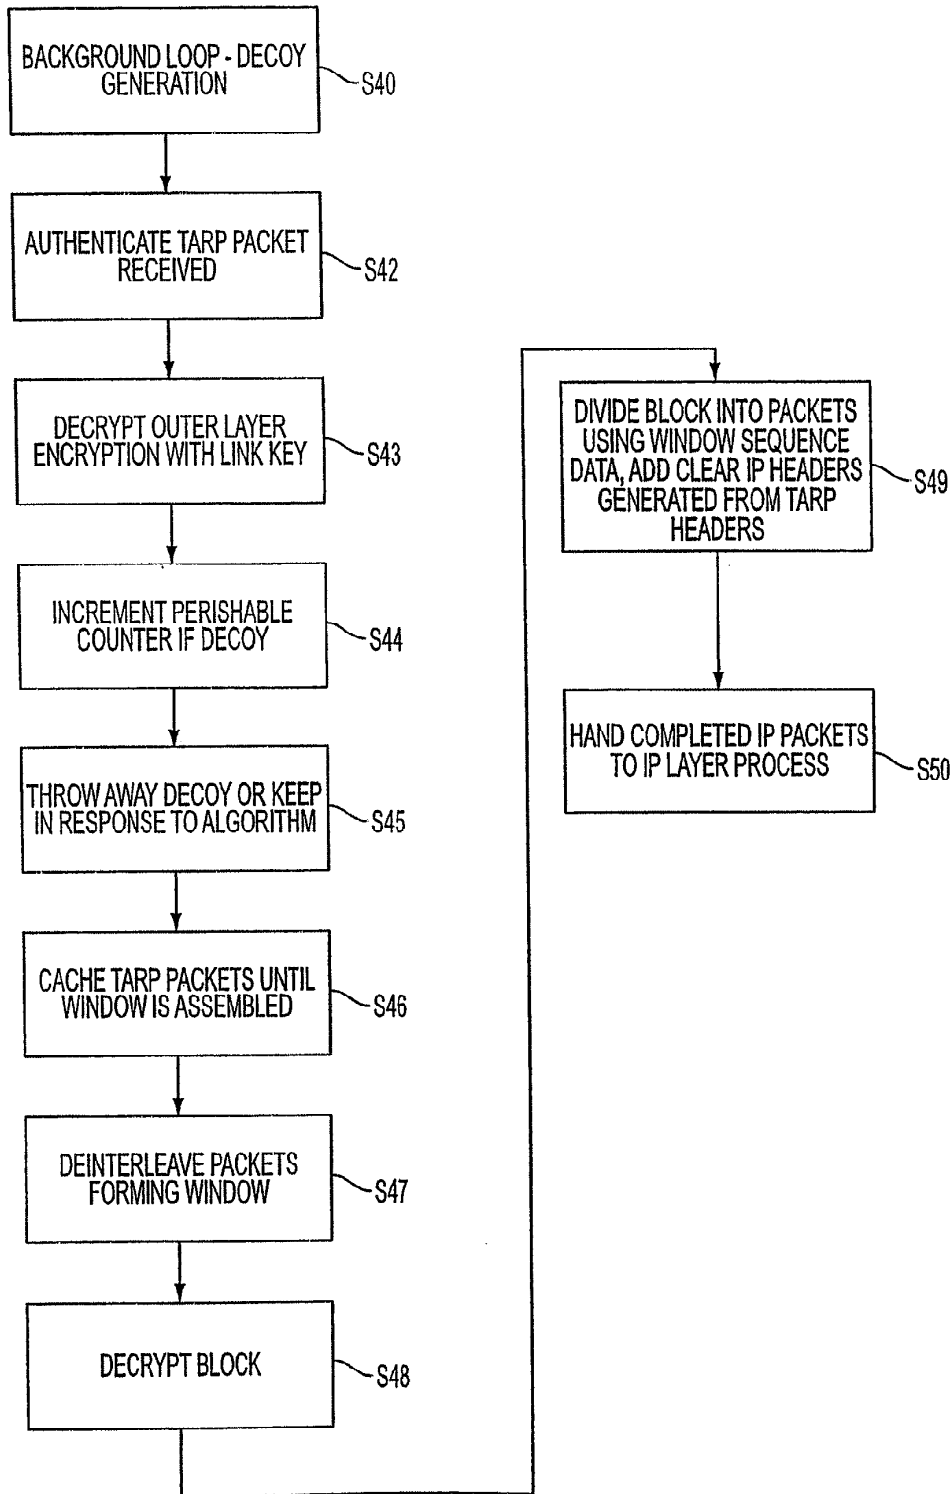 BACKGROUND LOOP - DECOY
GENERATION
S40
AUTHENTICATE TARP PACKET
RECEIVED
S42
DECRYPT OUTER LAYER
ENCRYPTION WITH LINK KEY
S43
INCREMENT PERISHABLE
COUNTER IF DECOY
S44
THROW AWAY DECOY OR KEEP
IN RESPONSE TO ALGORITHM
S45
CACHE TARP PACKETS UNTIL
WINDOW IS ASSEMBLED
S46
DEINTERLEAVE PACKETS
FORMING WINDOW
S47
DECRYPT BLOCK
S48
DIVIDE BLOCK INTO PACKETS
USING WINDOW SEQUENCE
DATA, ADD CLEAR IP HEADERS
GENERATED FROM TARP
HEADERS
S49
HAND COMPLETED IP PACKETS
TO IP LAYER PROCESS
S50